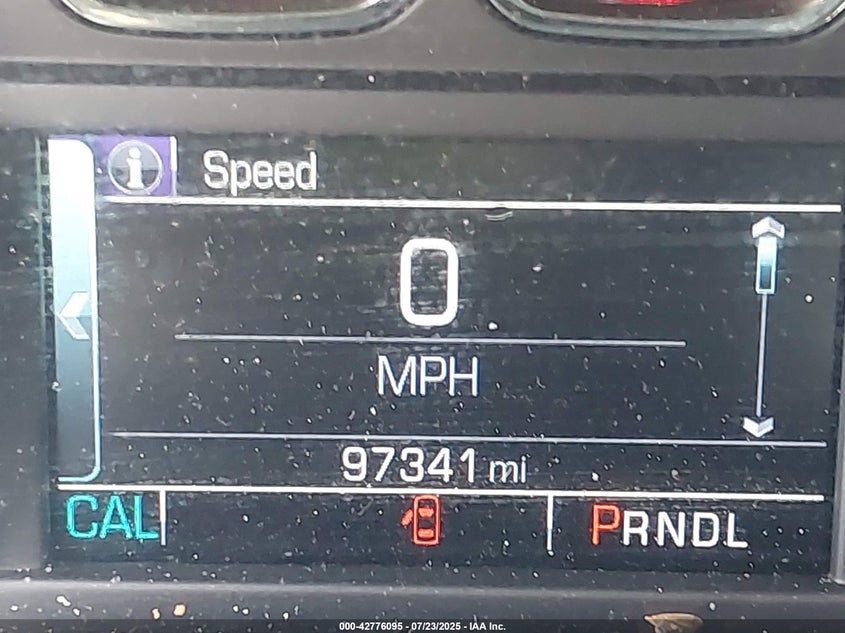 Speed
0
MPH
97341 mi
CAL
PRNDL
000-42776095 - 07/23/2025 - IAA Inc.